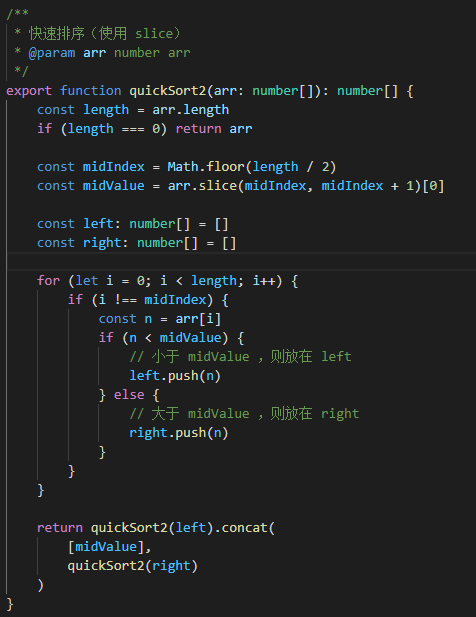 /**
 * 快速排序（使用 slice）
 * @param arr number arr
 */
export function quickSort2(arr: number[]): number[] {
    const length = arr.length
    if (length === 0) return arr

    const midIndex = Math.floor(length / 2)
    const midValue = arr.slice(midIndex, midIndex + 1)[0]

    const left: number[] = []
    const right: number[] = []

    for (let i = 0; i < length; i++) {
        if (i !== midIndex) {
            const n = arr[i]
            if (n < midValue) {
                // 小于 midValue ，则放在 left
                left.push(n)
            } else {
                // 大于 midValue ，则放在 right
                right.push(n)
            }
        }
    }

    return quickSort2(left).concat(
        [midValue],
        quickSort2(right)
    )
}